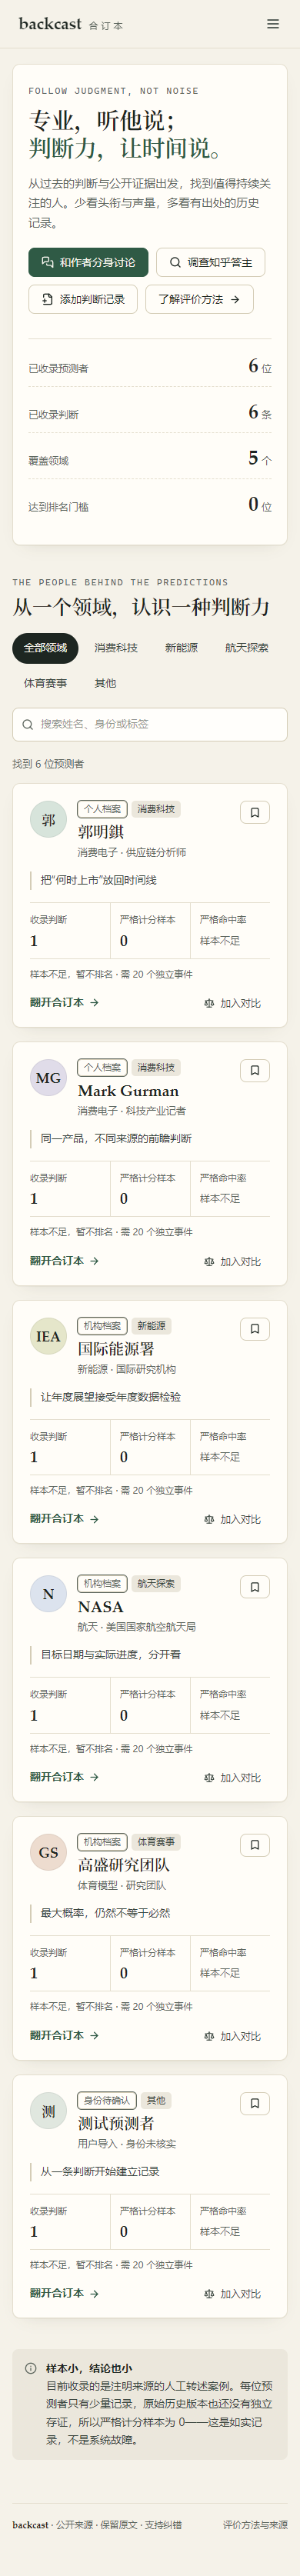 backcast 合订本
FOLLOW JUDGMENT, NOT NOISE
专业，听他说；
判断力，让时间说。
从过去的判断与公开证据出发，找到值得持续关
注的人。少看头衔与声量，多看有出处的历史
记录。
和作者分身讨论
调查知乎答主
添加判断记录
了解评价方法 →
已收录预测者 6 位
已收录判断 6 条
覆盖领域 5 个
达到排名门槛 0 位
THE PEOPLE BEHIND THE PREDICTIONS
从一个领域，认识一种判断力
全部领域 消费科技 新能源 航天探索
体育赛事 其他
搜索姓名、身份或标签
找到 6 位预测者
郭
个人档案 消费科技
郭明錤
消费电子 · 供应链分析师
把“何时上市”放回时间线
收录判断 严格计分样本 严格命中率
1 0 样本不足
样本不足，暂不排名 · 需 20 个独立事件
翻开合订本 → 加入对比
MG
个人档案 消费科技
Mark Gurman
消费电子 · 科技产业记者
同一产品，不同来源的前瞻判断
收录判断 严格计分样本 严格命中率
1 0 样本不足
样本不足，暂不排名 · 需 20 个独立事件
翻开合订本 → 加入对比
IEA
机构档案 新能源
国际能源署
新能源 · 国际研究机构
让年度展望接受年度数据检验
收录判断 严格计分样本 严格命中率
1 0 样本不足
样本不足，暂不排名 · 需 20 个独立事件
翻开合订本 → 加入对比
N
机构档案 航天探索
NASA
航天 · 美国国家航空航天局
目标日期与实际进度，分开看
收录判断 严格计分样本 严格命中率
1 0 样本不足
样本不足，暂不排名 · 需 20 个独立事件
翻开合订本 → 加入对比
GS
机构档案 体育赛事
高盛研究团队
体育模型 · 研究团队
最大概率，仍然不等于必然
收录判断 严格计分样本 严格命中率
1 0 样本不足
样本不足，暂不排名 · 需 20 个独立事件
翻开合订本 → 加入对比
测
身份待确认 其他
测试预测者
用户导入 · 身份未核实
从一条判断开始建立记录
收录判断 严格计分样本 严格命中率
1 0 样本不足
样本不足，暂不排名 · 需 20 个独立事件
翻开合订本 → 加入对比
样本小，结论也小
目前收录的是注明来源的人工转述案例。每位预
测者只有少量记录，原始历史版本也还没有独立
存证，所以严格计分样本为 0——这是如实记
录，不是系统故障。
backcast · 公开来源 · 保留原文 · 支持纠错 评价方法与来源